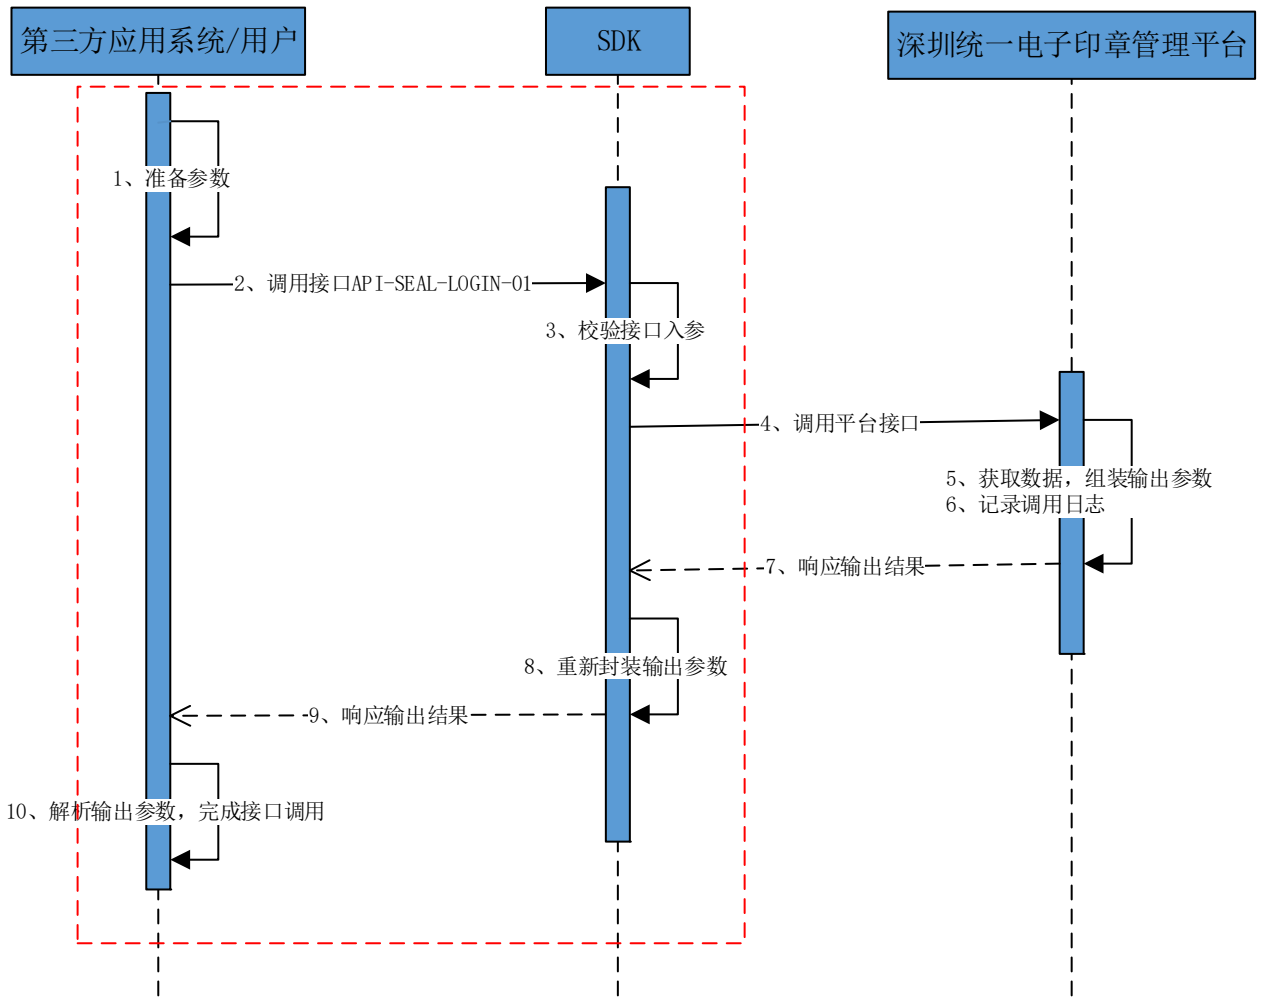 第三方应用系统/用户
SDK
深圳统一电子印章管理平台
1、准备参数
2、调用接口API-SEAL-LOGIN-01
3、校验接口入参
4、调用平台接口
5、获取数据，组装输出参数
6、记录调用日志
7、响应输出结果
8、重新封装输出参数
9、响应输出结果
10、解析输出参数，完成接口调用